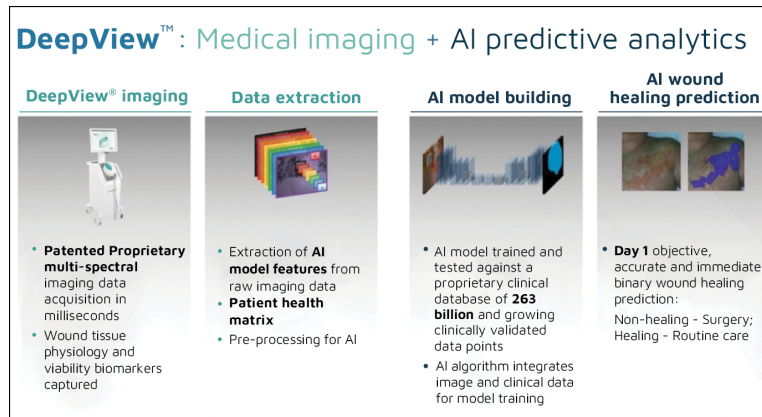 DeepView™: Medical imaging + AI predictive analytics
DeepView® imaging
• Patented Proprietary
multi-spectral
imaging data
acquisition in
milliseconds
• Wound tissue
physiology and
viability biomarkers
captured
Data extraction
• Extraction of AI
model features from
raw imaging data
• Patient health
matrix
• Pre-processing for AI
AI model building
• AI model trained and
tested against a
proprietary clinical
database of 263
billion and growing
clinically validated
data points
• AI algorithm integrates
image and clinical data
for model training
AI wound
healing prediction
• Day 1 objective,
accurate and immediate
binary wound healing
prediction:
Non-healing - Surgery;
Healing - Routine care